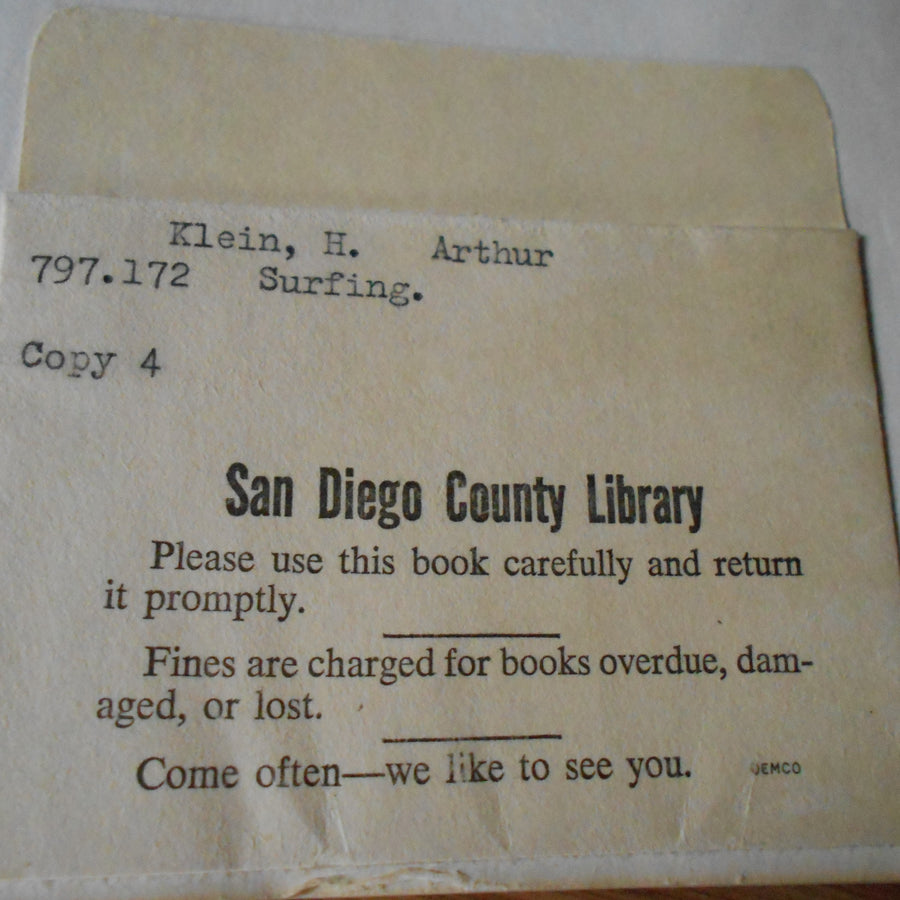 Klein, H. Arthur
797.172 Surfing.
Copy 4
San Diego County Library
Please use this book carefully and return
it promptly.
Fines are charged for books overdue, dam-
aged, or lost.
Come often—we like to see you. DEMCO